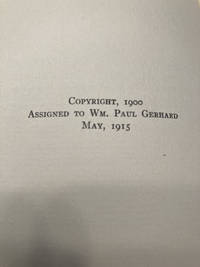 Copyright, 1900
Assigned to Wm. Paul Gerhard
May, 1915